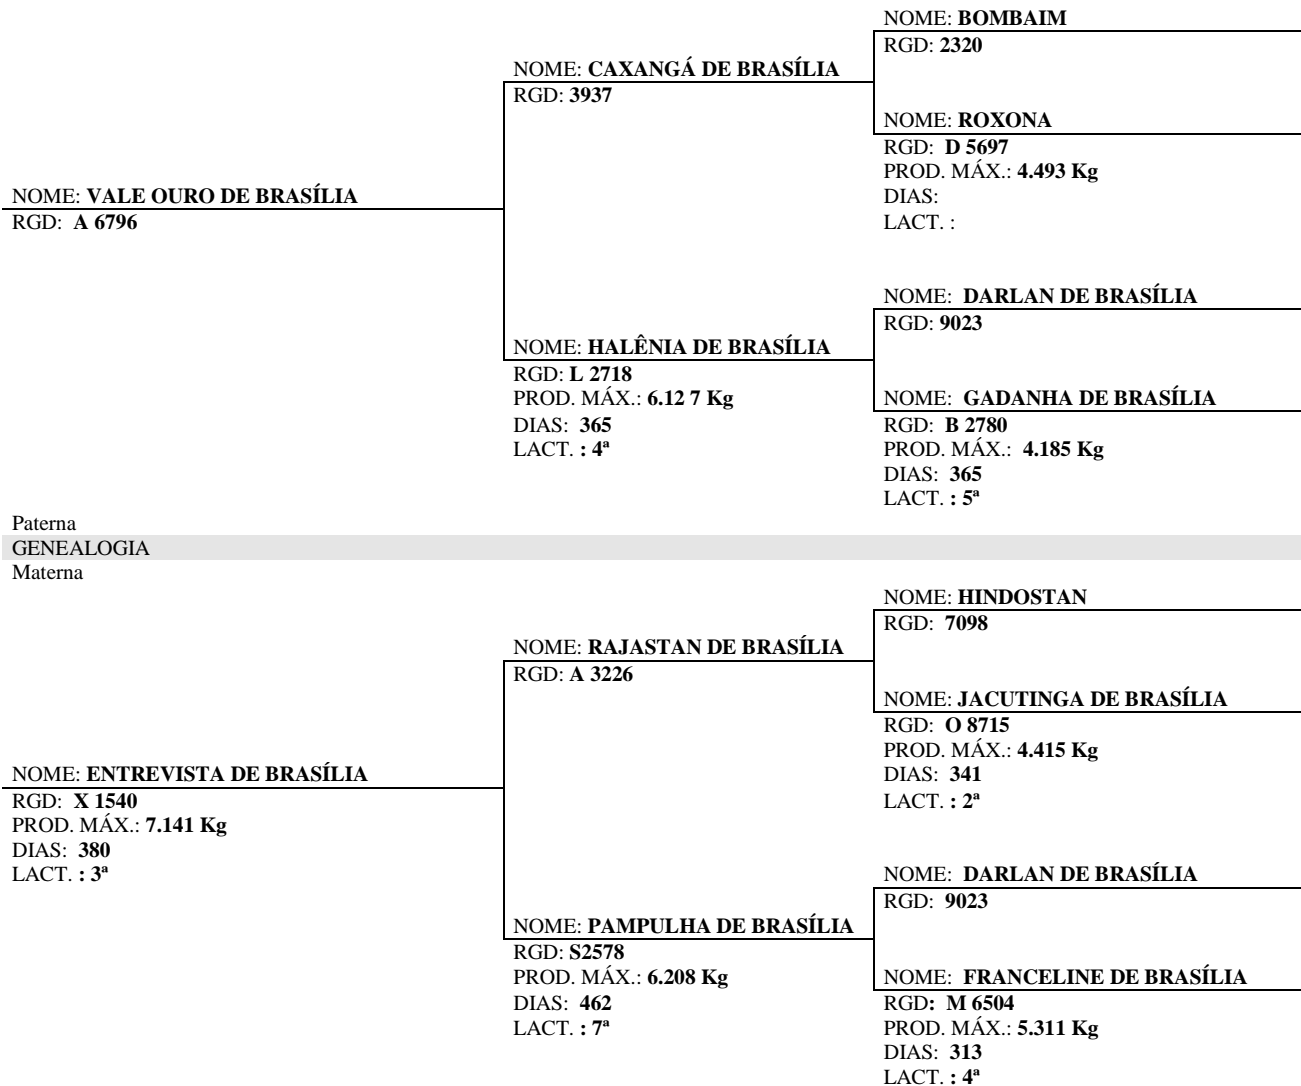 NOME: BOMBAIM
RGD: 2320
NOME: CAXANGÁ DE BRASÍLIA
RGD: 3937
NOME: ROXONA
RGD: D 5697
PROD. MÁX.: 4.493 Kg
DIAS:
LACT. :
NOME: VALE OURO DE BRASÍLIA
RGD: A 6796
NOME: DARLAN DE BRASÍLIA
RGD: 9023
NOME: HALÊNIA DE BRASÍLIA
RGD: L 2718
PROD. MÁX.: 6.12 7 Kg
DIAS: 365
LACT. : 4ª
NOME: GADANHA DE BRASÍLIA
RGD: B 2780
PROD. MÁX.: 4.185 Kg
DIAS: 365
LACT. : 5ª
Paterna
GENEALOGIA
Materna
NOME: HINDOSTAN
RGD: 7098
NOME: RAJASTAN DE BRASÍLIA
RGD: A 3226
NOME: JACUTINGA DE BRASÍLIA
RGD: O 8715
PROD. MÁX.: 4.415 Kg
DIAS: 341
LACT. : 2ª
NOME: ENTREVISTA DE BRASÍLIA
RGD: X 1540
PROD. MÁX.: 7.141 Kg
DIAS: 380
LACT. : 3ª
NOME: DARLAN DE BRASÍLIA
RGD: 9023
NOME: PAMPULHA DE BRASÍLIA
RGD: S2578
PROD. MÁX.: 6.208 Kg
DIAS: 462
LACT. : 7ª
NOME: FRANCELINE DE BRASÍLIA
RGD: M 6504
PROD. MÁX.: 5.311 Kg
DIAS: 313
LACT. : 4ª